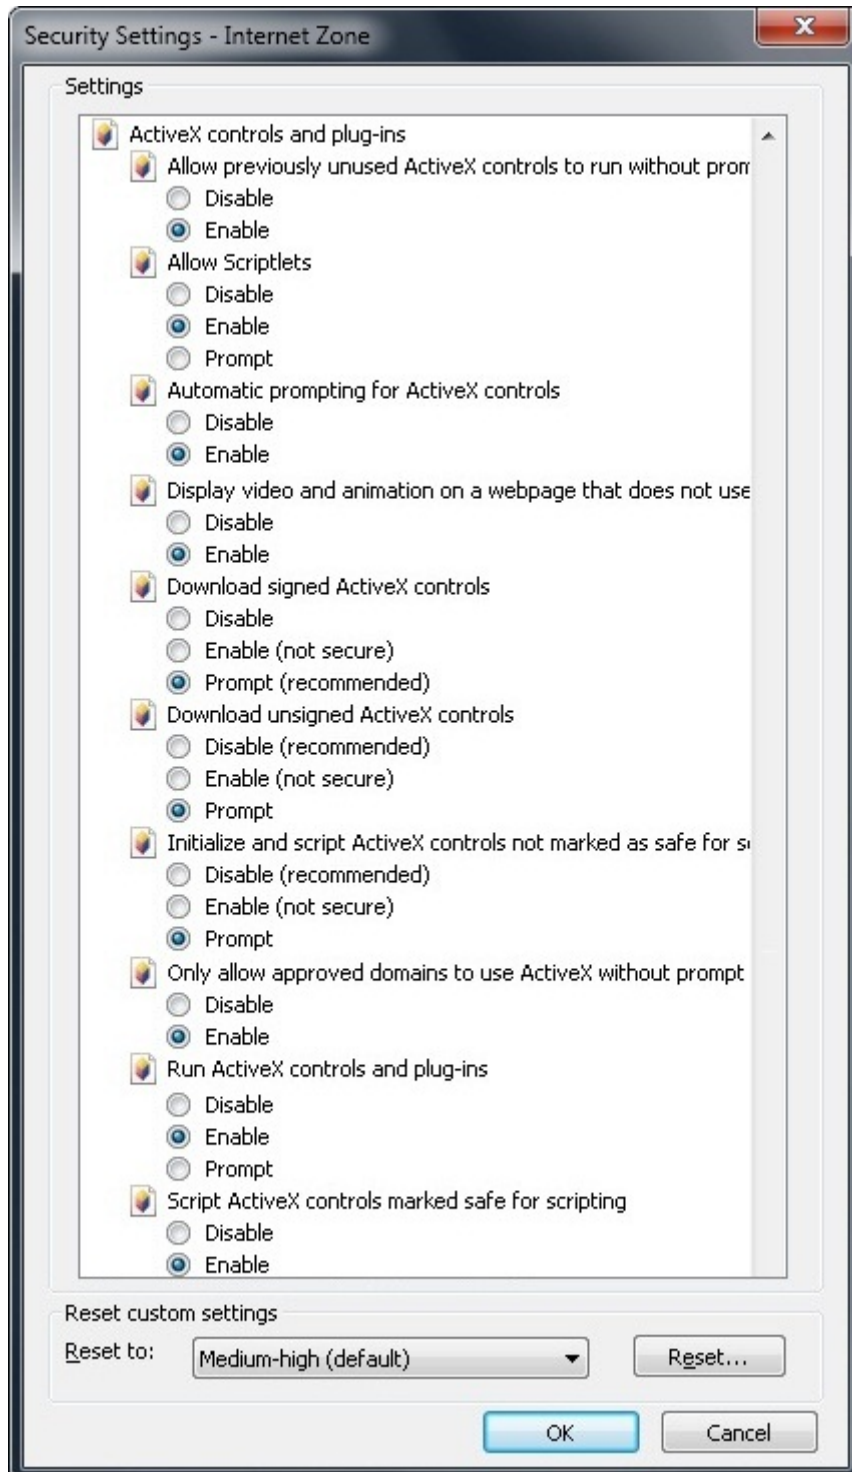 Security Settings - Internet Zone
Settings
ActiveX controls and plug-ins
Allow previously unused ActiveX controls to run without prom
Disable
Enable
Allow Scriptlets
Disable
Enable
Prompt
Automatic prompting for ActiveX controls
Disable
Enable
Display video and animation on a webpage that does not use
Disable
Enable
Download signed ActiveX controls
Disable
Enable (not secure)
Prompt (recommended)
Download unsigned ActiveX controls
Disable (recommended)
Enable (not secure)
Prompt
Initialize and script ActiveX controls not marked as safe for s
Disable (recommended)
Enable (not secure)
Prompt
Only allow approved domains to use ActiveX without prompt
Disable
Enable
Run ActiveX controls and plug-ins
Disable
Enable
Prompt
Script ActiveX controls marked safe for scripting
Disable
Enable
Reset custom settings
Reset to: Medium-high (default) Reset...
OK Cancel